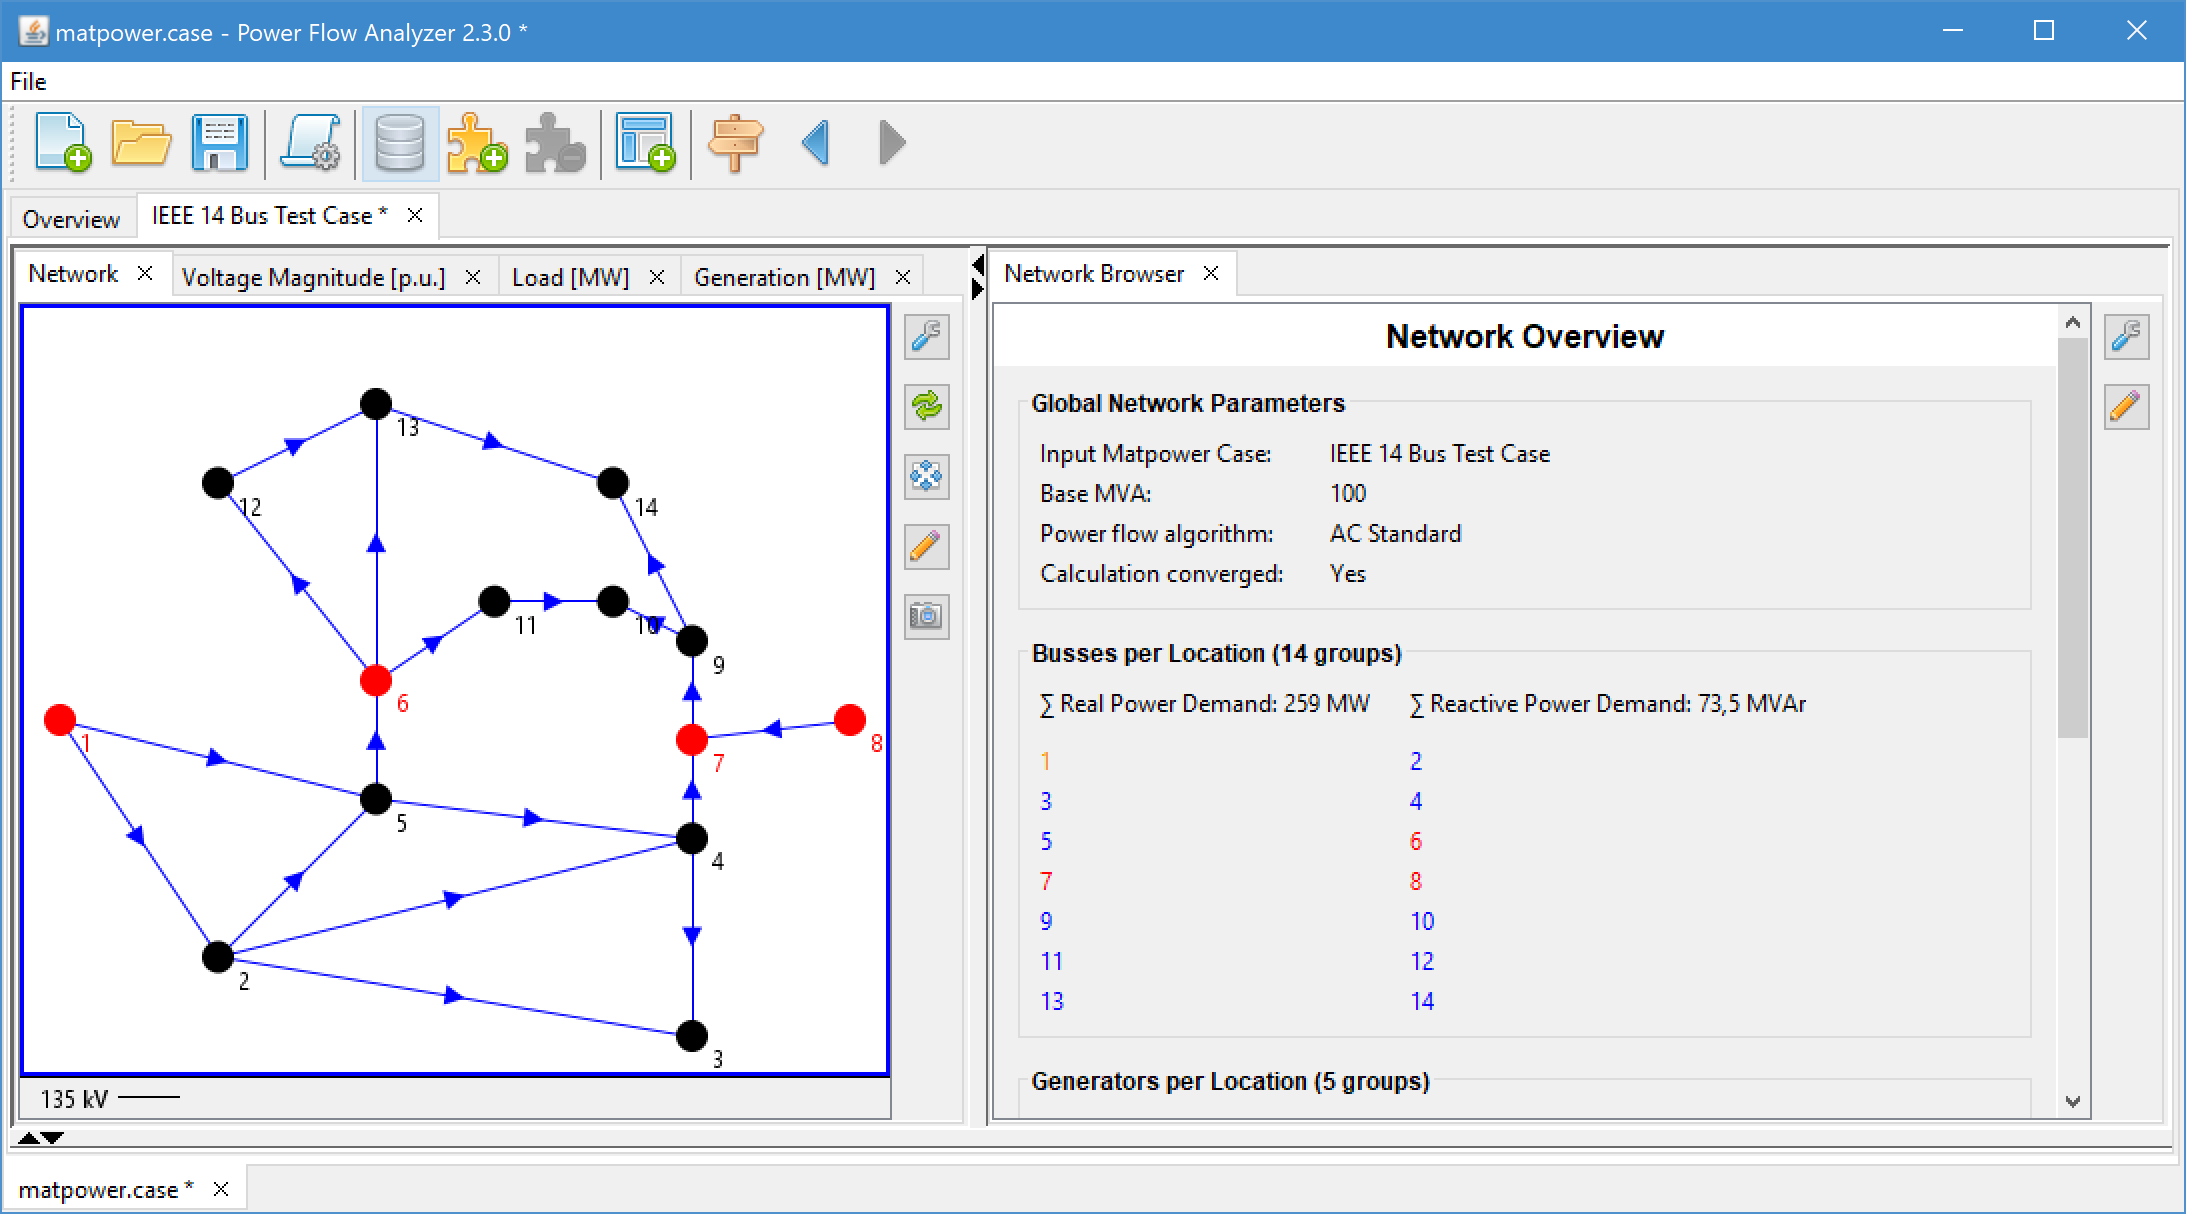 matpower.case - Power Flow Analyzer 2.3.0 *
File
Overview
IEEE 14 Bus Test Case *
Network
Voltage Magnitude [p.u.]
Load [MW]
Generation [MW]
Network Browser
13
12
14
11
10
9
6
1
7
8
5
4
2
3
135 kV
Network Overview
Global Network Parameters
Input Matpower Case: IEEE 14 Bus Test Case
Base MVA: 100
Power flow algorithm: AC Standard
Calculation converged: Yes
Busses per Location (14 groups)
∑ Real Power Demand: 259 MW ∑ Reactive Power Demand: 73,5 MVAr
1 2
3 4
5 6
7 8
9 10
11 12
13 14
Generators per Location (5 groups)
matpower.case *